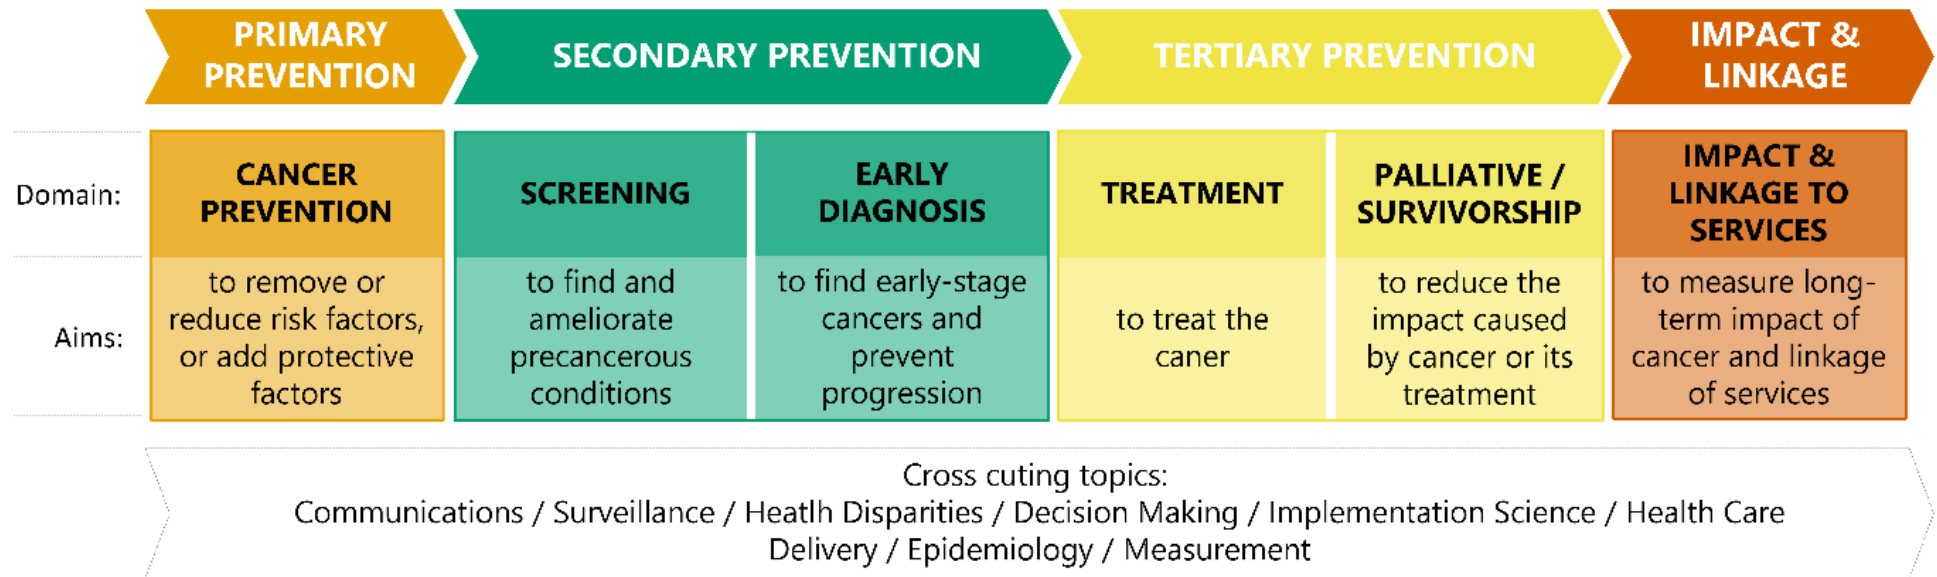 PRIMARY
PREVENTION
SECONDARY PREVENTION
TERTIARY PREVENTION
IMPACT &
LINKAGE
Domain:
CANCER
PREVENTION
SCREENING
EARLY
DIAGNOSIS
TREATMENT
PALLIATIVE /
SURVIVORSHIP
IMPACT &
LINKAGE TO
SERVICES
Aims:
to remove or
reduce risk factors,
or add protective
factors
to find and
ameliorate
precancerous
conditions
to find early-stage
cancers and
prevent
progression
to treat the
caner
to reduce the
impact caused
by cancer or its
treatment
to measure long-
term impact of
cancer and linkage
of services
Cross cuting topics:
Communications / Surveillance / Heatlh Disparities / Decision Making / Implementation Science / Health Care
Delivery / Epidemiology / Measurement